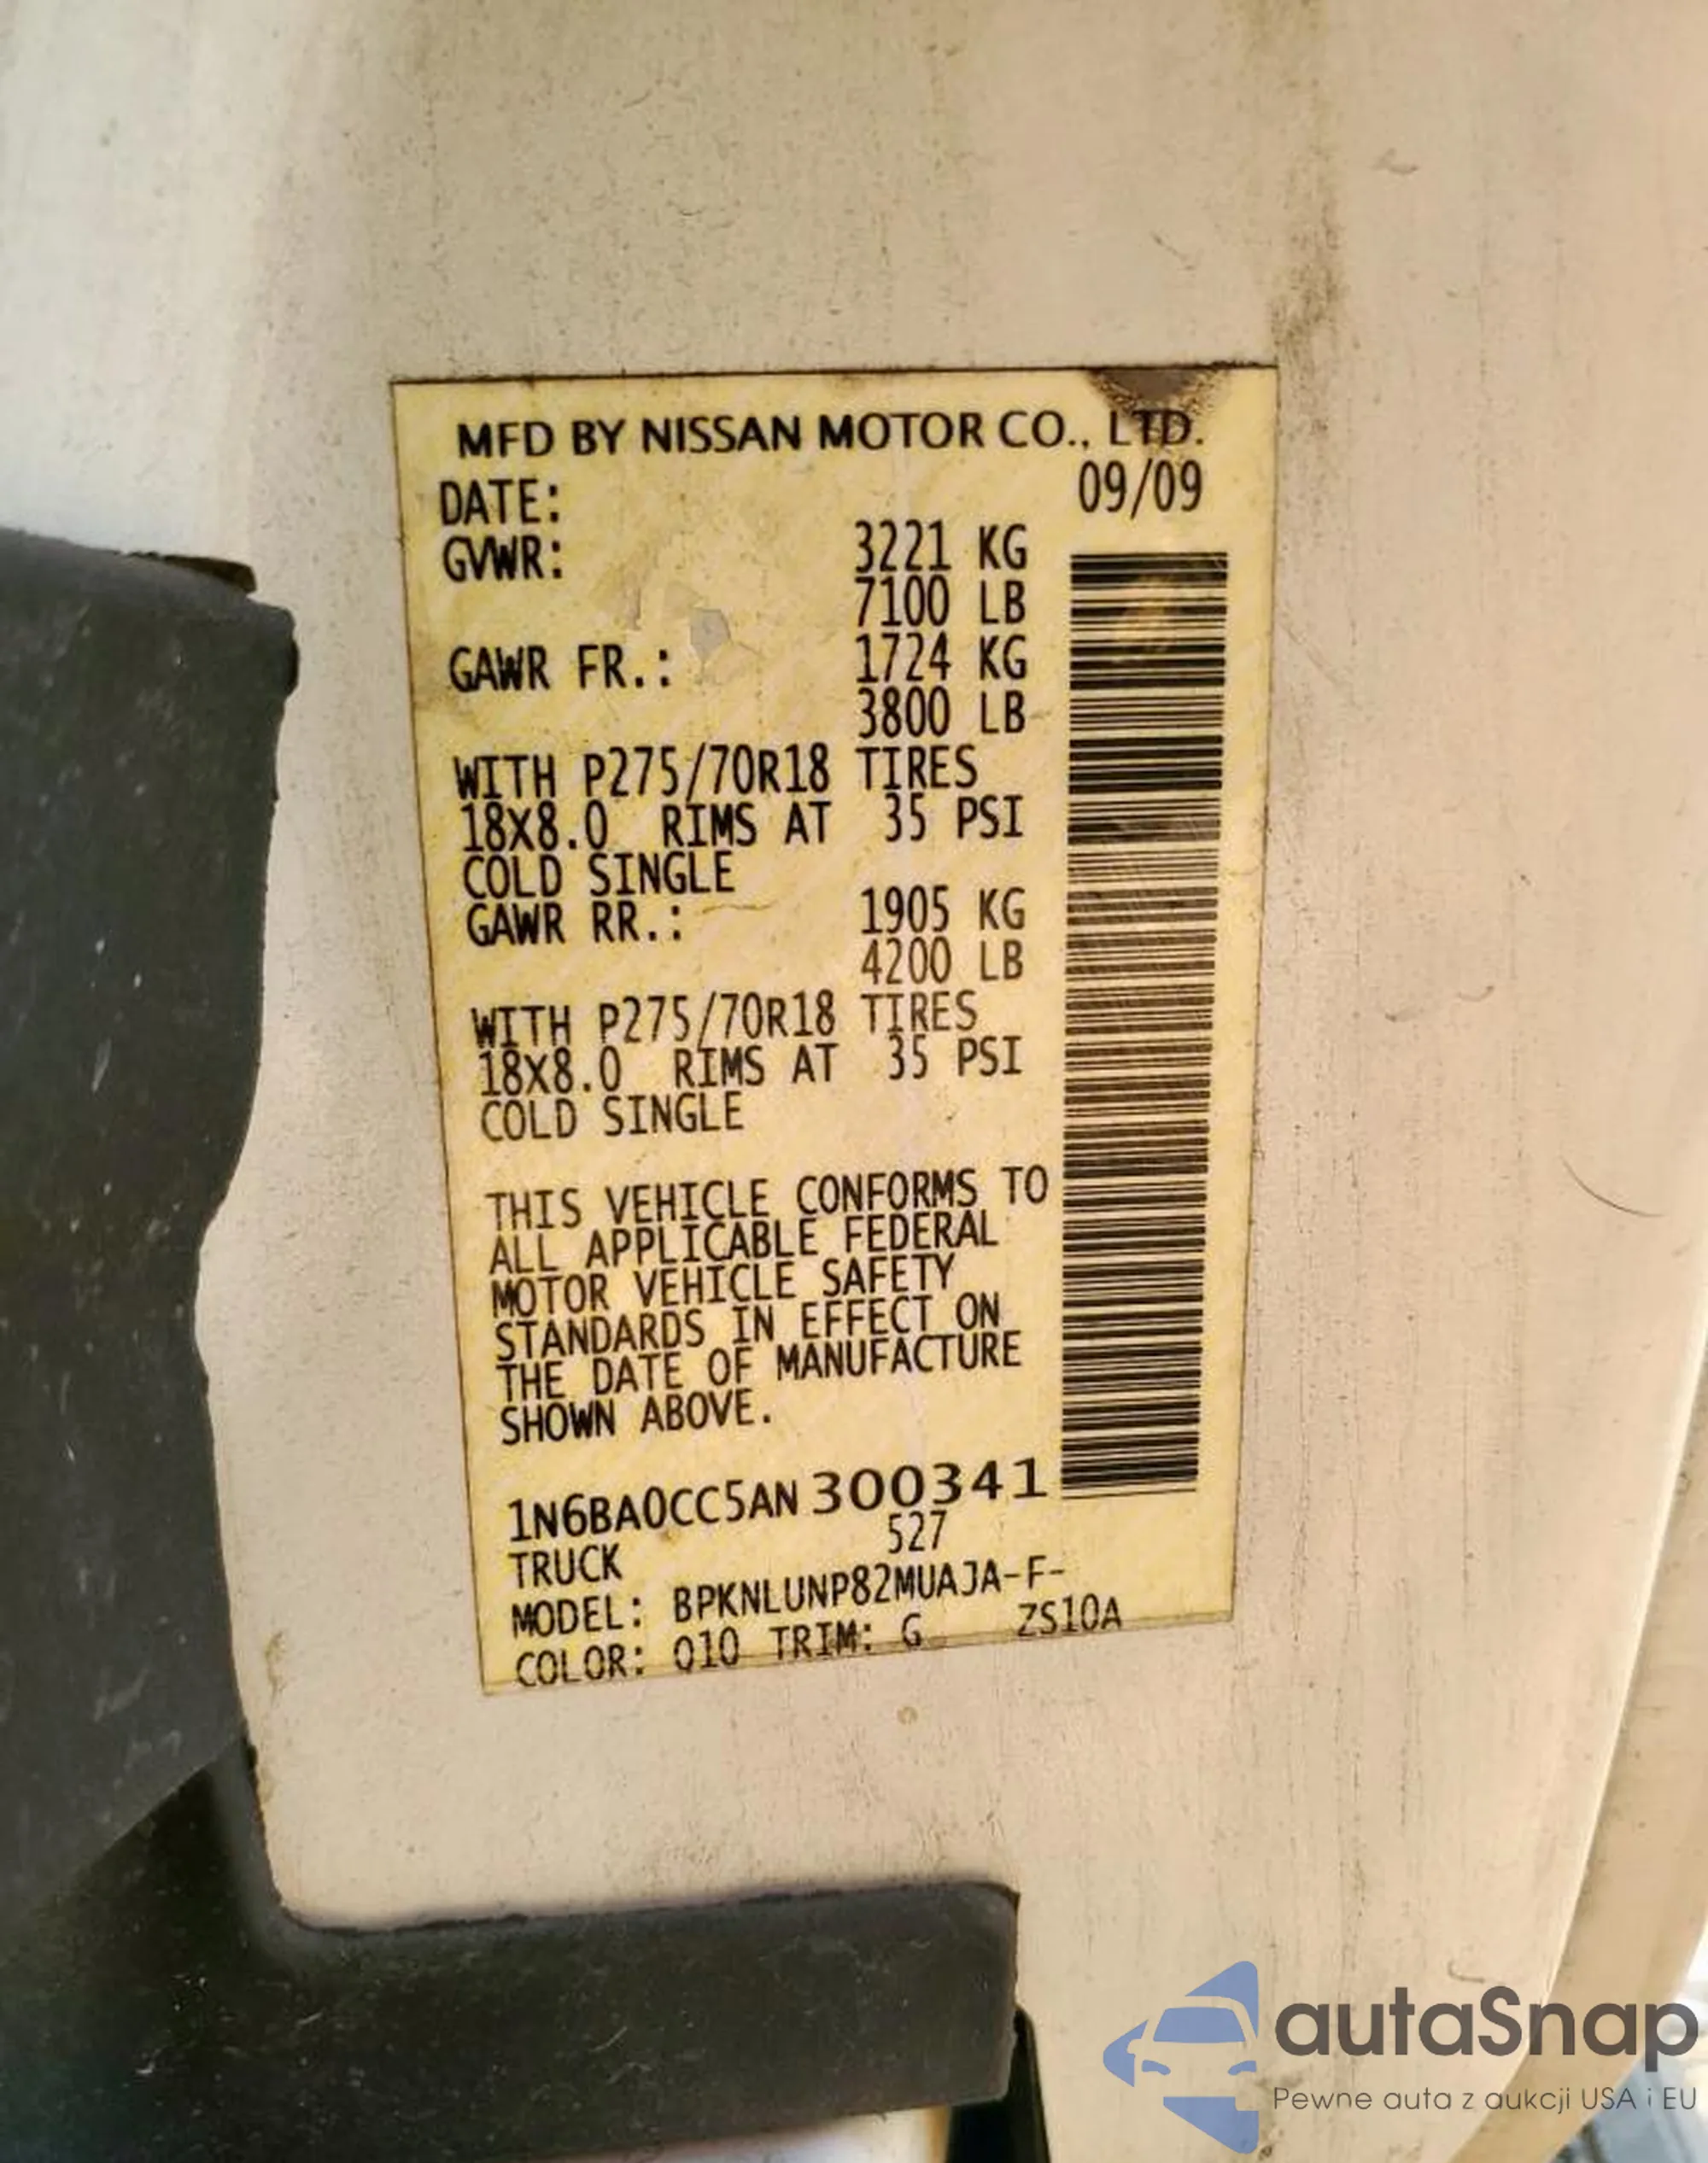 MFD BY NISSAN MOTOR CO., LTD.
DATE: 09/09
GVWR: 3221 KG
7100 LB
GAWR FR.: 1724 KG
3800 LB
WITH P275/70R18 TIRES
18X8.0 RIMS AT 35 PSI
COLD SINGLE
GAWR RR.: 1905 KG
4200 LB
WITH P275/70R18 TIRES
18X8.0 RIMS AT 35 PSI
COLD SINGLE
THIS VEHICLE CONFORMS TO
ALL APPLICABLE FEDERAL
MOTOR VEHICLE SAFETY
STANDARDS IN EFFECT ON
THE DATE OF MANUFACTURE
SHOWN ABOVE.
1N6BA0CC5AN300341
TRUCK 527
MODEL: BPKNLUNP82MUAJA-F-
COLOR: Q10 TRIM: G ZS10A
autaSnap
Pewne auta z aukcji USA i EU